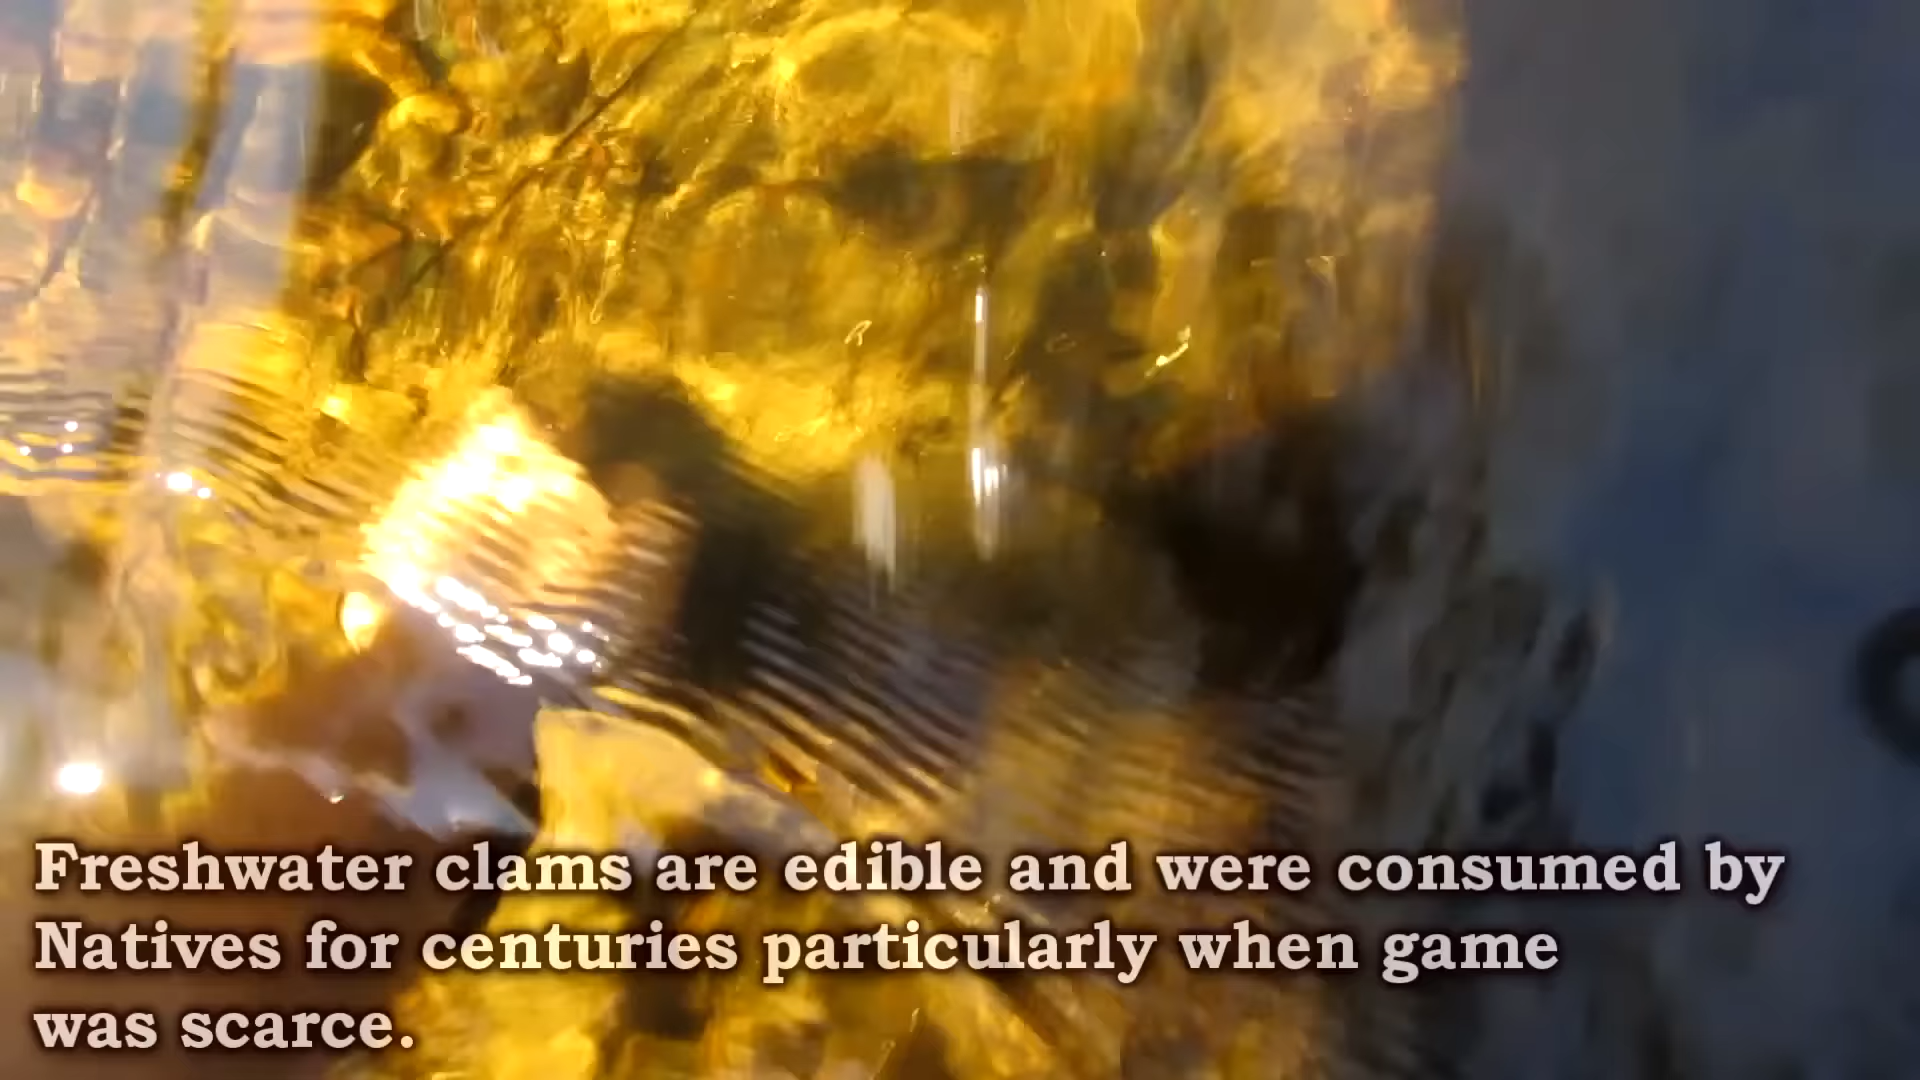 Freshwater clams are edible and were consumed by
Natives for centuries particularly when game
was scarce.